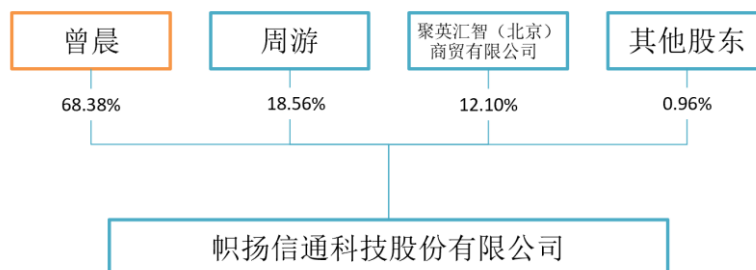 曾晨
周游
聚英汇智（北京）
商贸有限公司
其他股东
68.38%
18.56%
12.10%
0.96%
帜扬信通科技股份有限公司